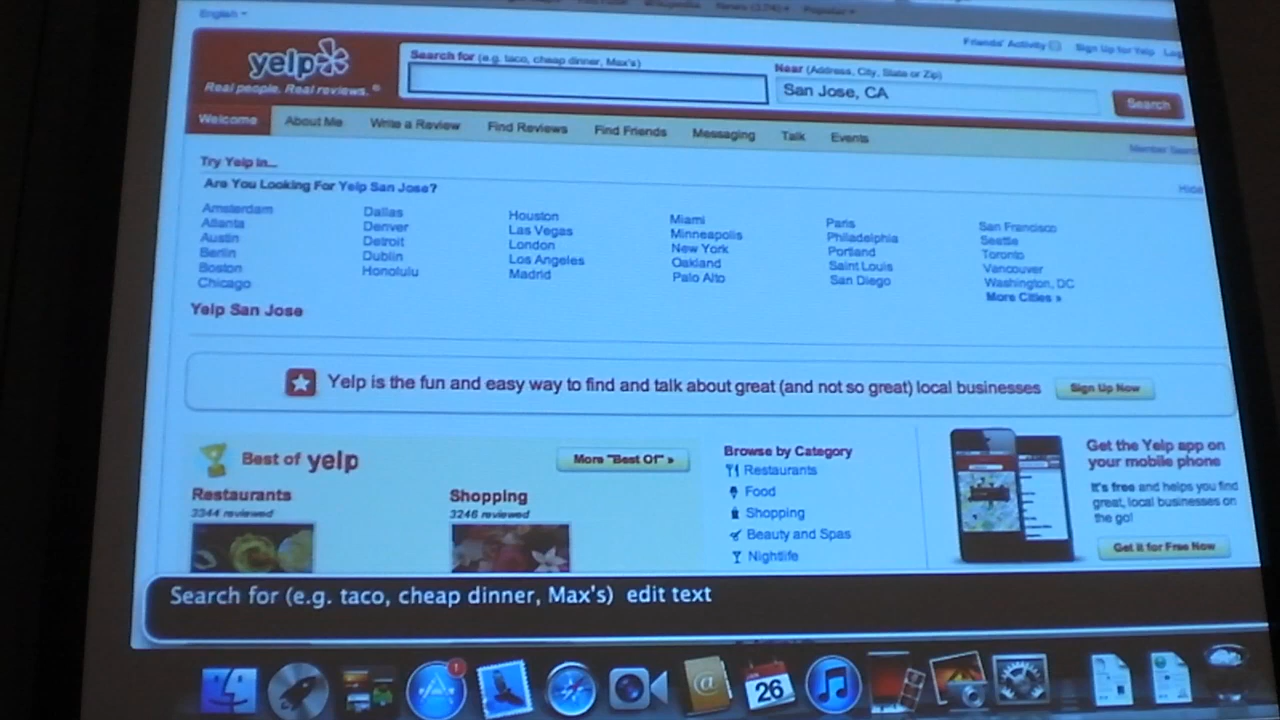 English
Friends' Activity Sign Up for Yelp
yelp
Real people. Real reviews.®
Search for (e.g. taco, cheap dinner, Max's)
Near (Address, City, State or Zip)
San Jose, CA
Search
Welcome About Me Write a Review Find Reviews Find Friends Messaging Talk Events
Member
Try Yelp in...
Are You Looking For Yelp San Jose?
Hide
Amsterdam Dallas Houston Miami Paris San Francisco
Atlanta Denver Las Vegas Minneapolis Philadelphia Seattle
Austin Detroit London New York Portland Toronto
Berlin Dublin Los Angeles Oakland Saint Louis Vancouver
Boston Honolulu Madrid Palo Alto San Diego Washington, DC
Chicago More Cities »
Yelp San Jose
Yelp is the fun and easy way to find and talk about great (and not so great) local businesses Sign Up Now
Best of yelp More "Best Of" »
Restaurants Shopping
3344 reviewed 3246 reviewed
Browse by Category
Restaurants
Food
Shopping
Beauty and Spas
Nightlife
Get the Yelp app on
your mobile phone
It's free and helps you find
great, local businesses on
the go!
Get it for Free Now
Search for (e.g. taco, cheap dinner, Max's) edit text
1
26